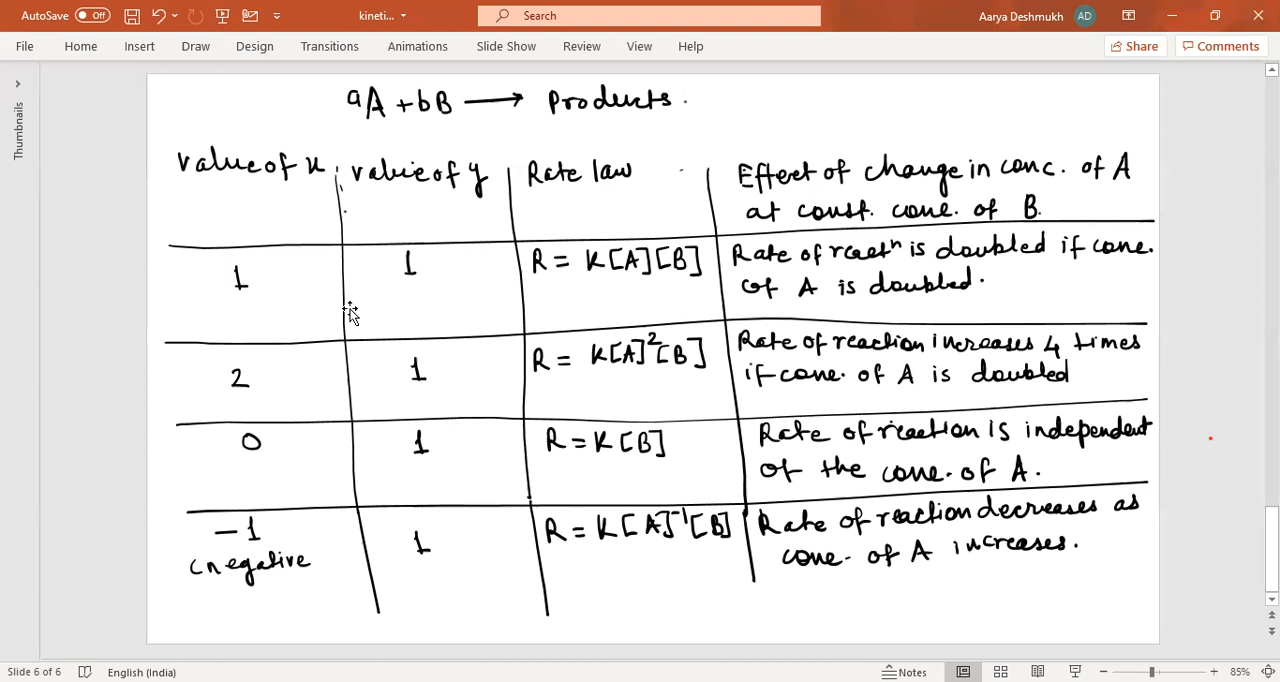 AutoSave Off kineti... Search Aarya Deshmukh AD
File Home Insert Draw Design Transitions Animations Slide Show Review View Help Share Comments
Thumbnails
aA + bB ⟶ Products.
Value of x value of y Rate law Effect of change in conc. of A
at const. conc. of B.
1 1 R = K[A][B] Rate of reactⁿ is doubled if conc.
of A is doubled.
2 1 R = K[A]²[B] Rate of reaction increases 4 times
if conc. of A is doubled
0 1 R = K[B] Rate of reaction is independent
of the conc. of A.
-1 1 R = K[A]⁻¹[B] Rate of reaction decreases as
(negative conc. of A increases.
Slide 6 of 6 English (India) Notes 85%